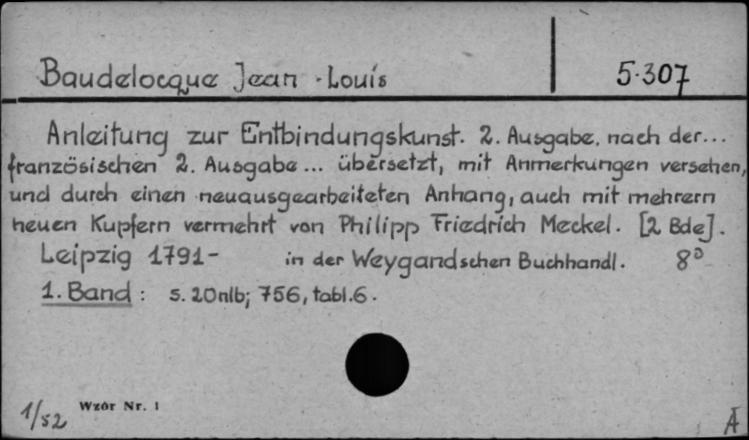 Baudelocque Jean-Louis 5.307
Anleitung zur Entbindungskunst. 2. Ausgabe, nach der...
französischen 2. Ausgabe... übersetzt, mit Anmerkungen versehen,
und durch einen neuausgearbeiteten Anhang, auch mit mehrern
neuen Kupfern vermehrt von Philipp Friedrich Meckel. [2 Bde].
Leipzig 1791- in der Weygandschen Buchhandl. 8°
1. Band: s. 20nlb; 756, tabl.6.
1/52 Wzór Nr. 1